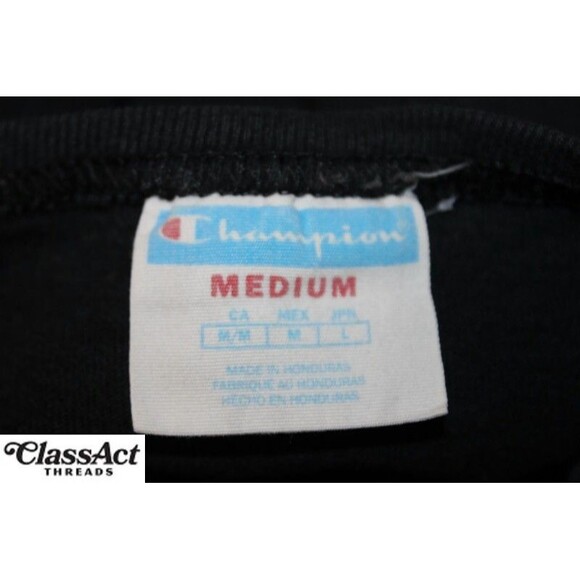 Champion
MEDIUM
CA MEX JPN
M/M M L
MADE IN HONDURAS
FABRIQUE AU HONDURAS
HECHO EN HONDURAS
ClassAct
THREADS